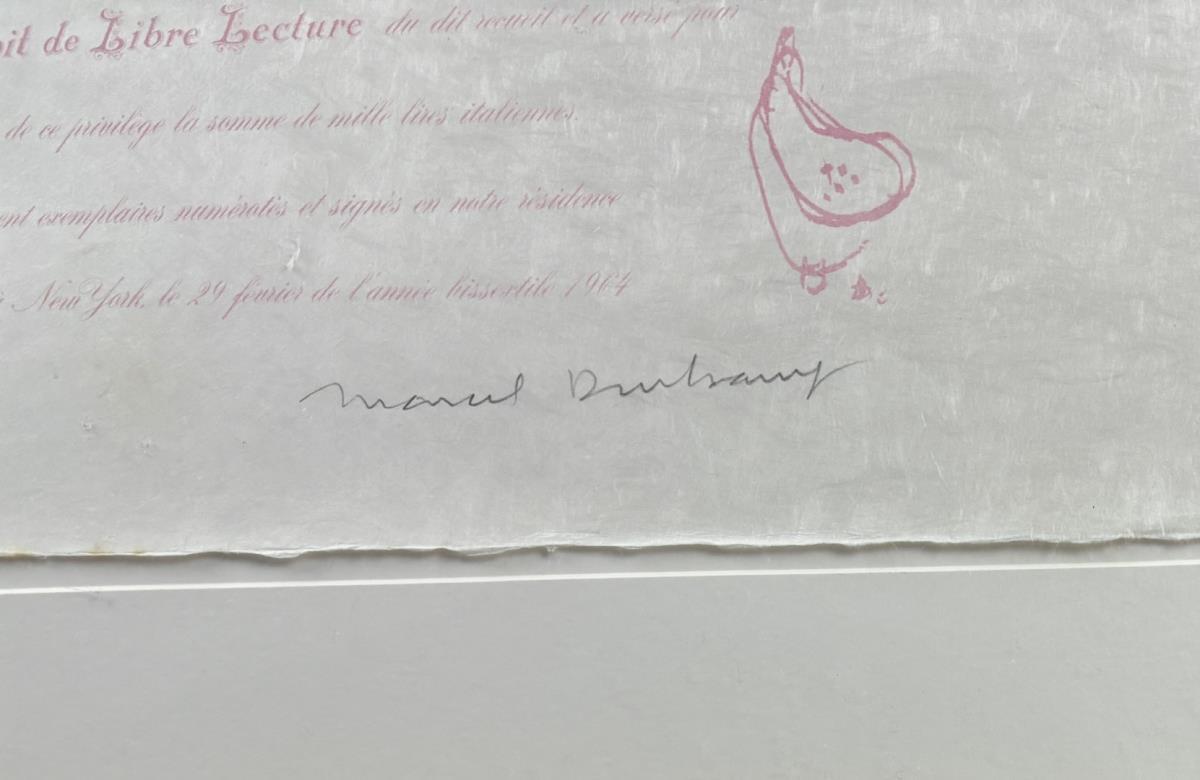 oit de Libre Lecture du dit recueil et a versé pour
de ce privilège la somme de mille lires italiennes.
ent exemplaires numérotés et signés en notre résidence
à New York, le 29 février de l'année bissextile 1964
Marcel Duchamp